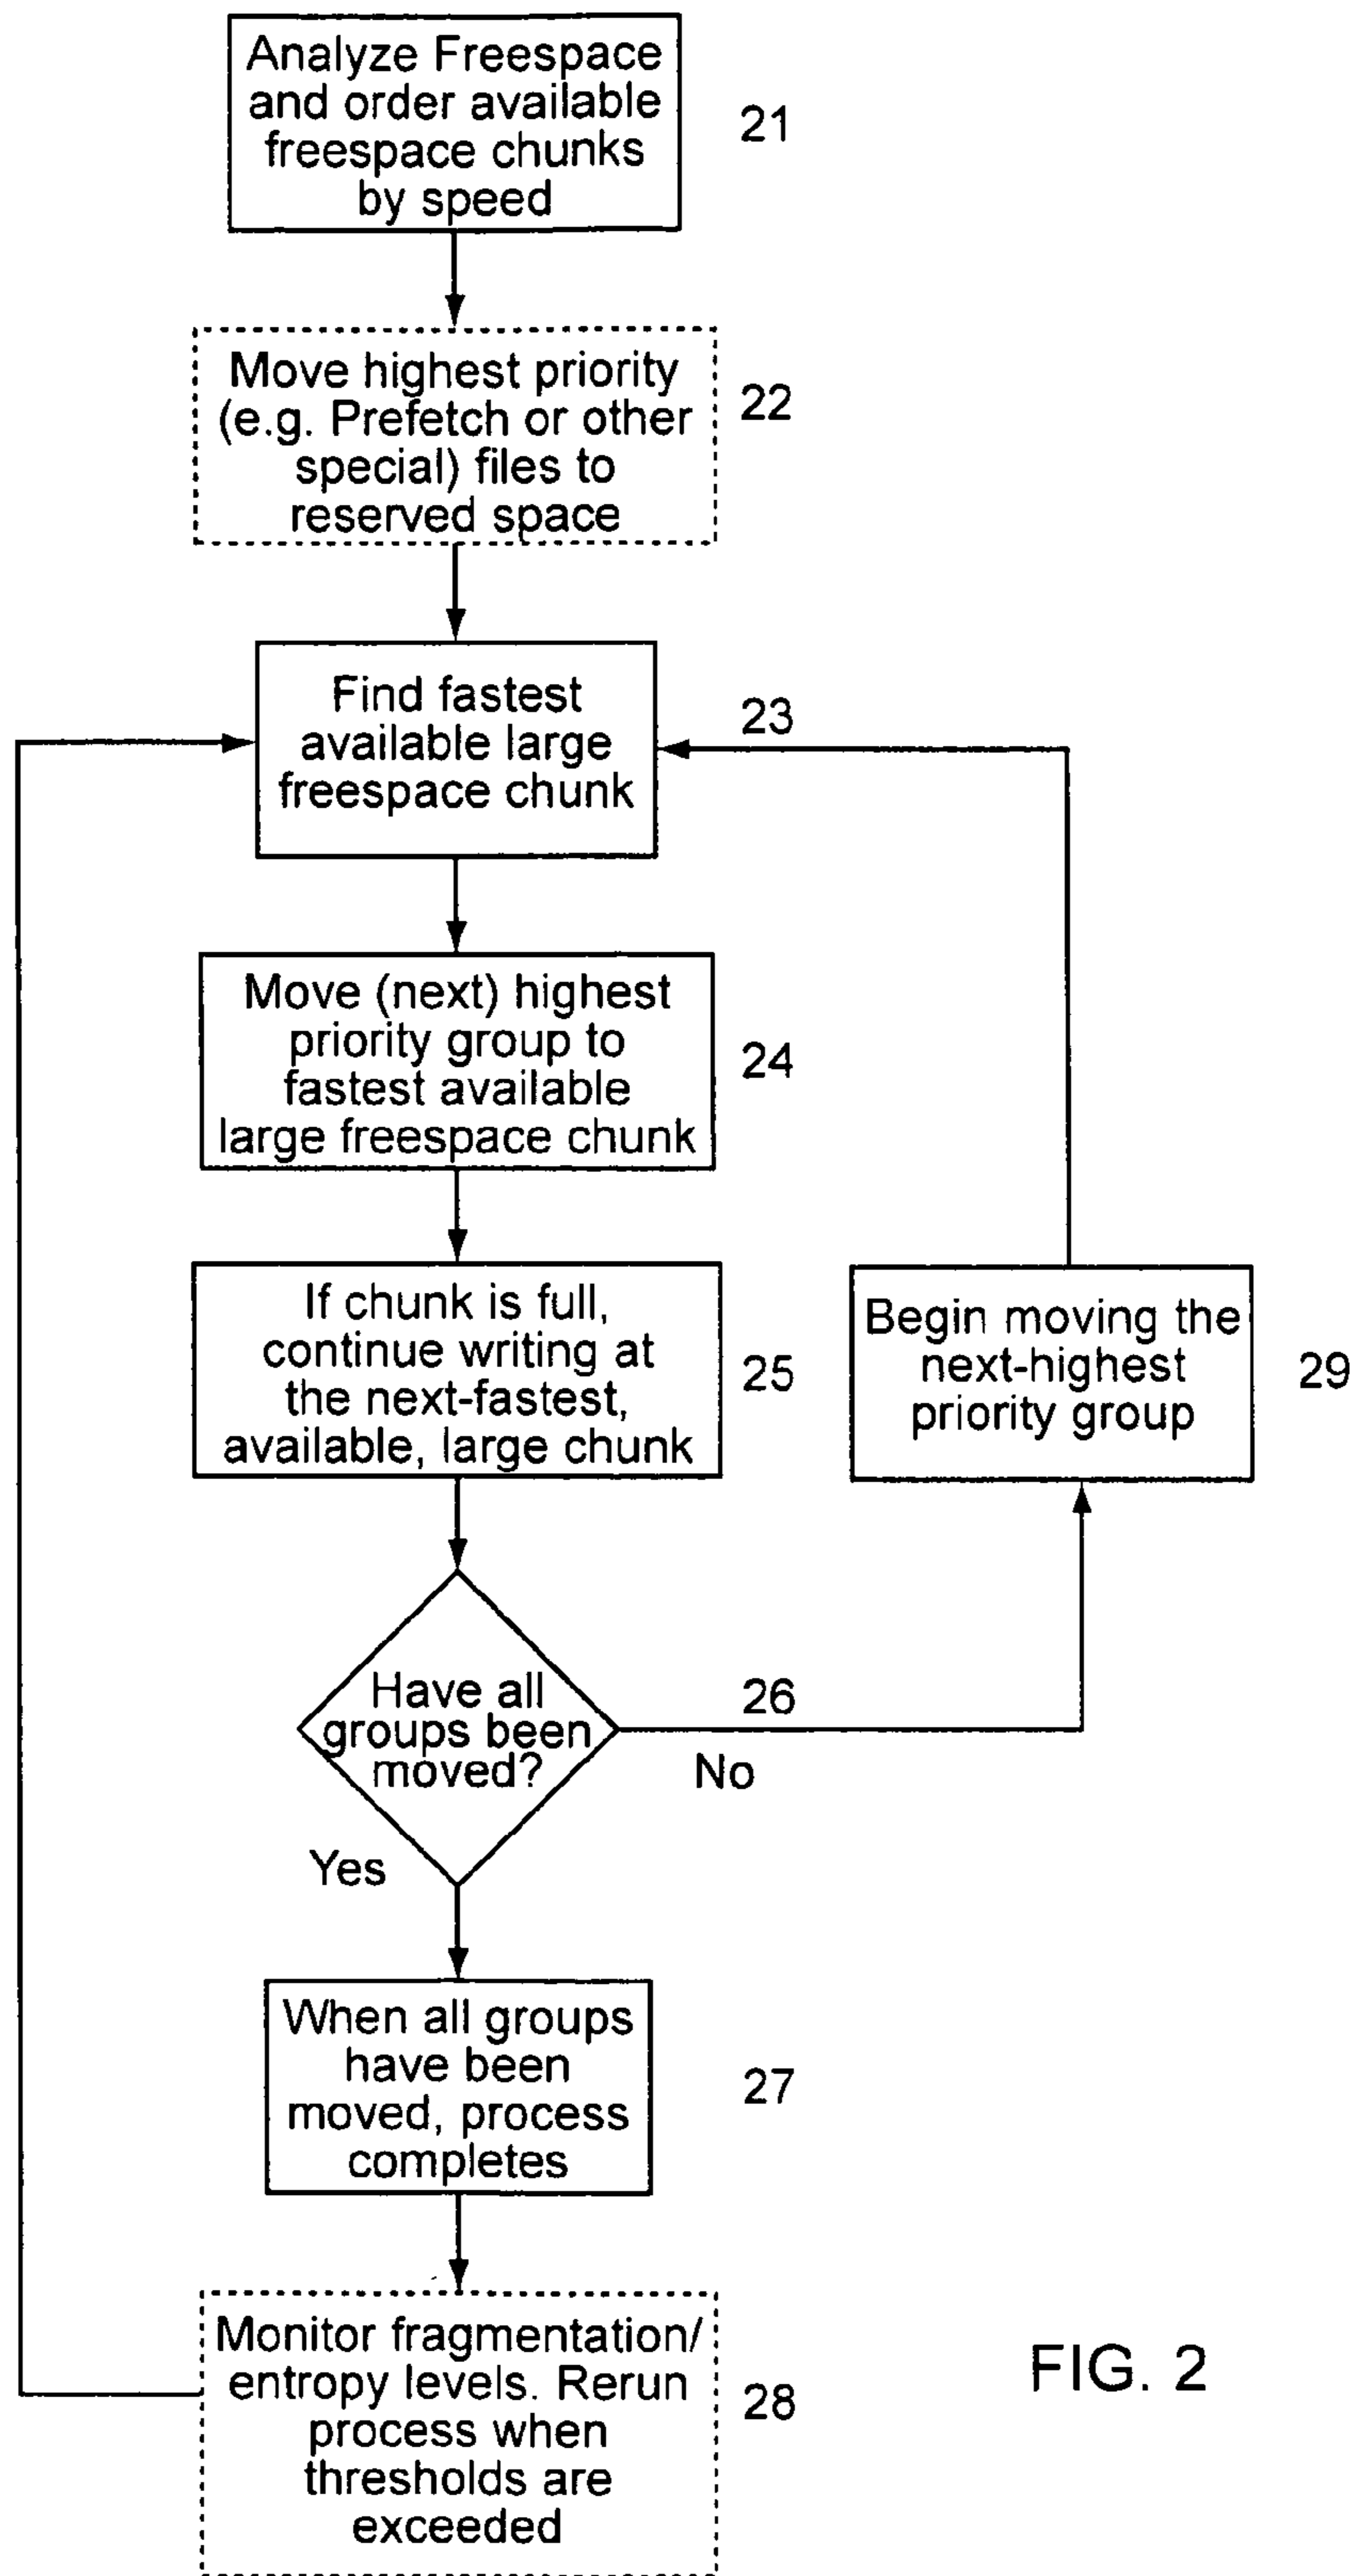 Analyze Freespace
and order available
freespace chunks
by speed
21
Move highest priority
(e.g. Prefetch or other
special) files to
reserved space
22
Find fastest
available large
freespace chunk
23
Move (next) highest
priority group to
fastest available
large freespace chunk
24
If chunk is full,
continue writing at
the next-fastest,
available, large chunk
25
Begin moving the
next-highest
priority group
29
Have all
groups been
moved?
26
No
Yes
When all groups
have been
moved, process
completes
27
Monitor fragmentation/
entropy levels. Rerun
process when
thresholds are
exceeded
28
FIG. 2